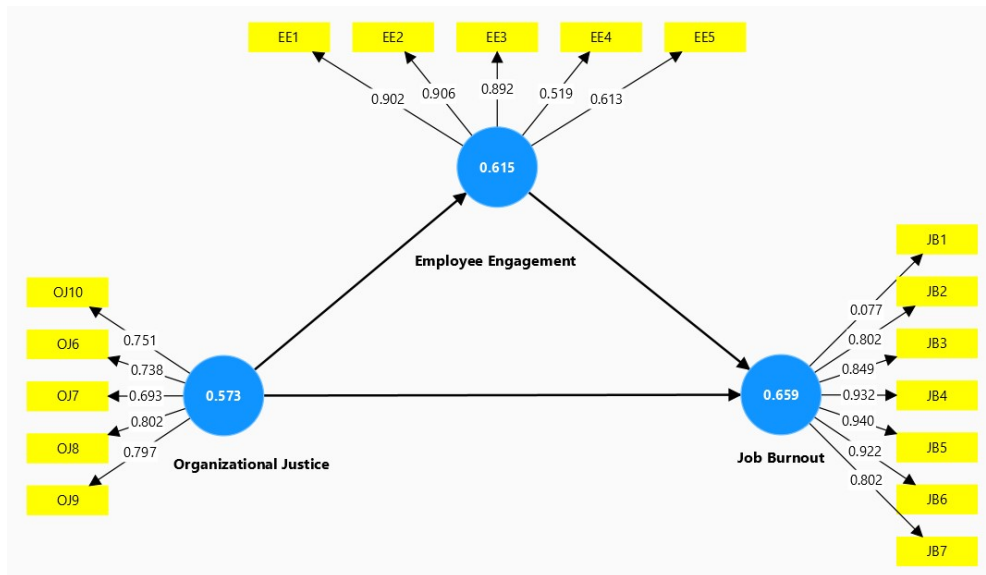 EE1 EE2 EE3 EE4 EE5
0.902 0.906 0.892 0.519 0.613
0.615
Employee Engagement
OJ10
OJ6
OJ7
OJ8
OJ9
0.751
0.738
0.693
0.802
0.797
0.573
Organizational Justice
0.659
Job Burnout
0.077
0.802
0.849
0.932
0.940
0.922
0.802
JB1
JB2
JB3
JB4
JB5
JB6
JB7